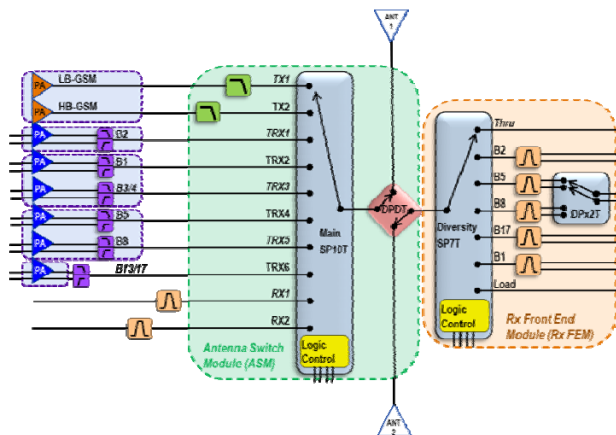 ANT
1
PA
LB-GSM
TX1
PA
HB-GSM
TX2
PA
B2
TRX1
PA
B1
TRX2
PA
B3/4
TRX3
PA
B5
TRX4
PA
B8
TRX5
PA
B13/17
TRX6
RX1
RX2
Main
SP10T
Logic
Control
Antenna Switch
Module (ASM)
DPDT
Diversity
SP7T
Logic
Control
Thru
B2
B5
B8
B17
B1
Load
DPx2T
Rx Front End
Module (Rx FEM)
ANT
2